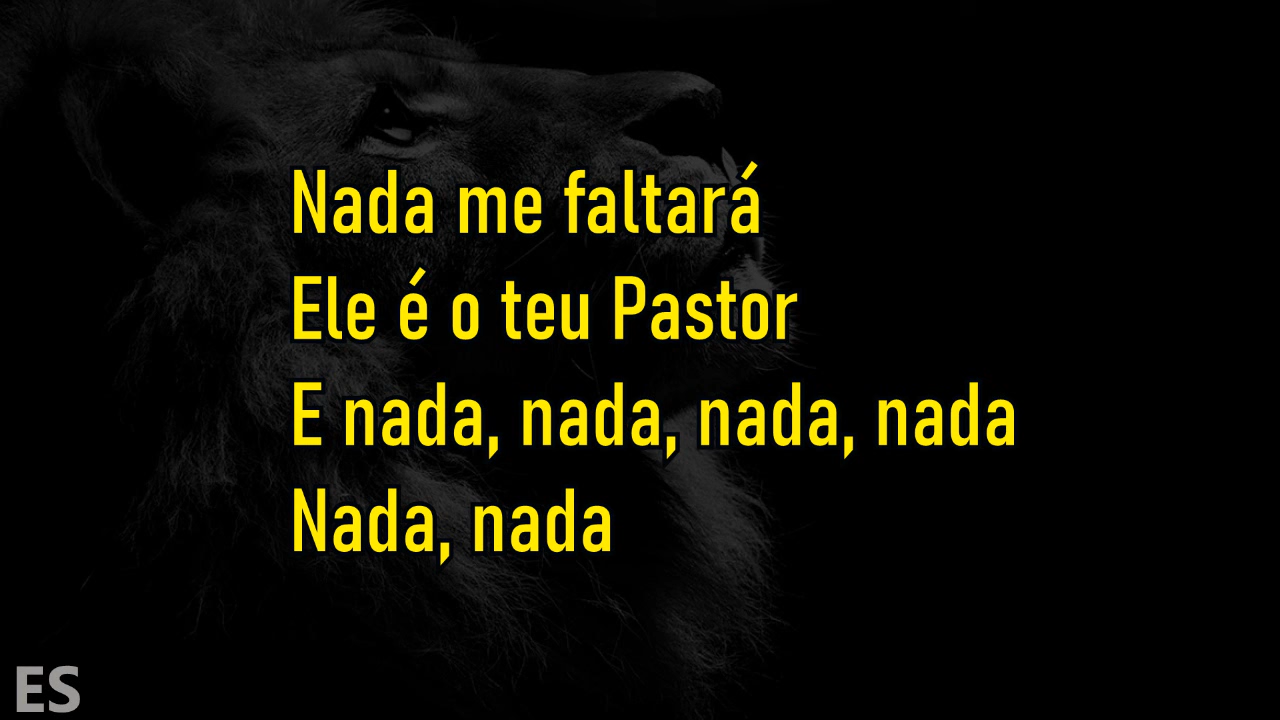 Nada me faltará
Ele é o teu Pastor
E nada, nada, nada, nada
Nada, nada
ES